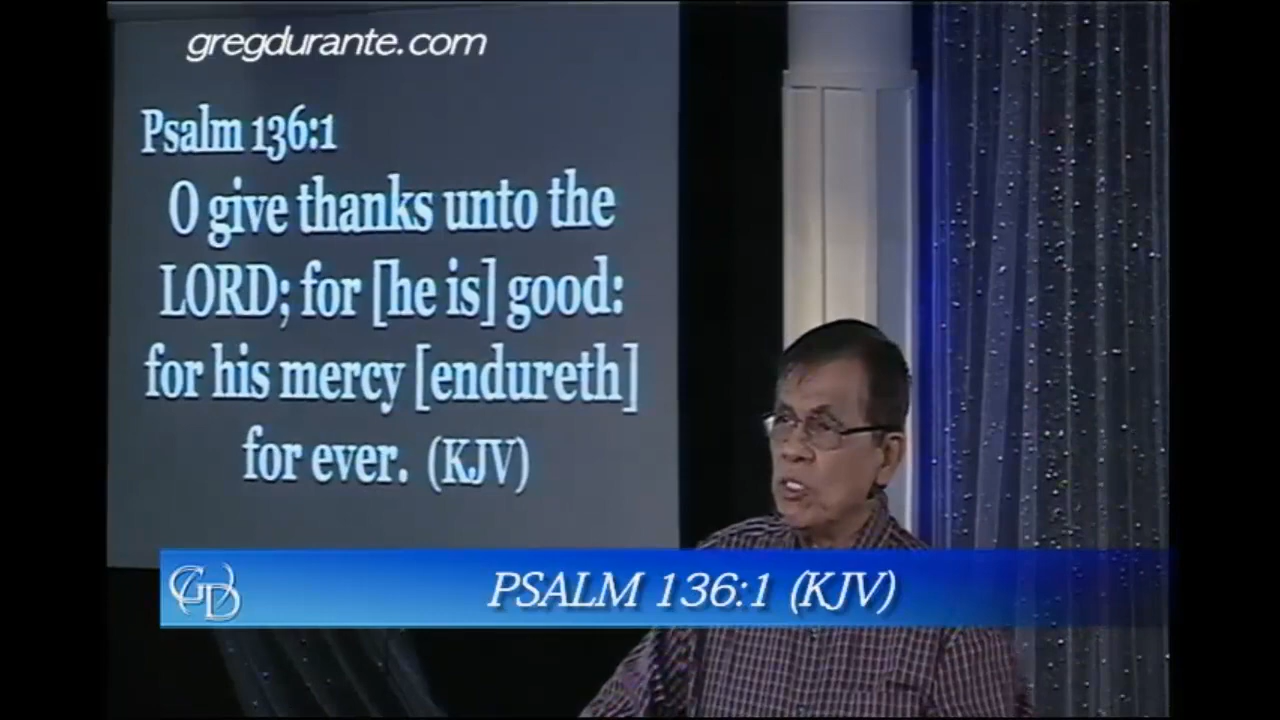 gregdurante.com
Psalm 136:1
O give thanks unto the
LORD; for [he is] good:
for his mercy [endureth]
for ever. (KJV)
GD
PSALM 136:1 (KJV)